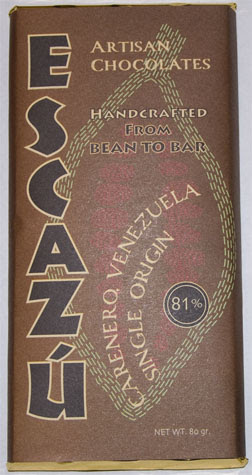 ESCAZÚ
ARTISAN
CHOCOLATES
HANDCRAFTED
FROM
BEAN TO BAR
CARENERO, VENEZUELA
SINGLE ORIGIN
81%
NET WT. 80 gr.